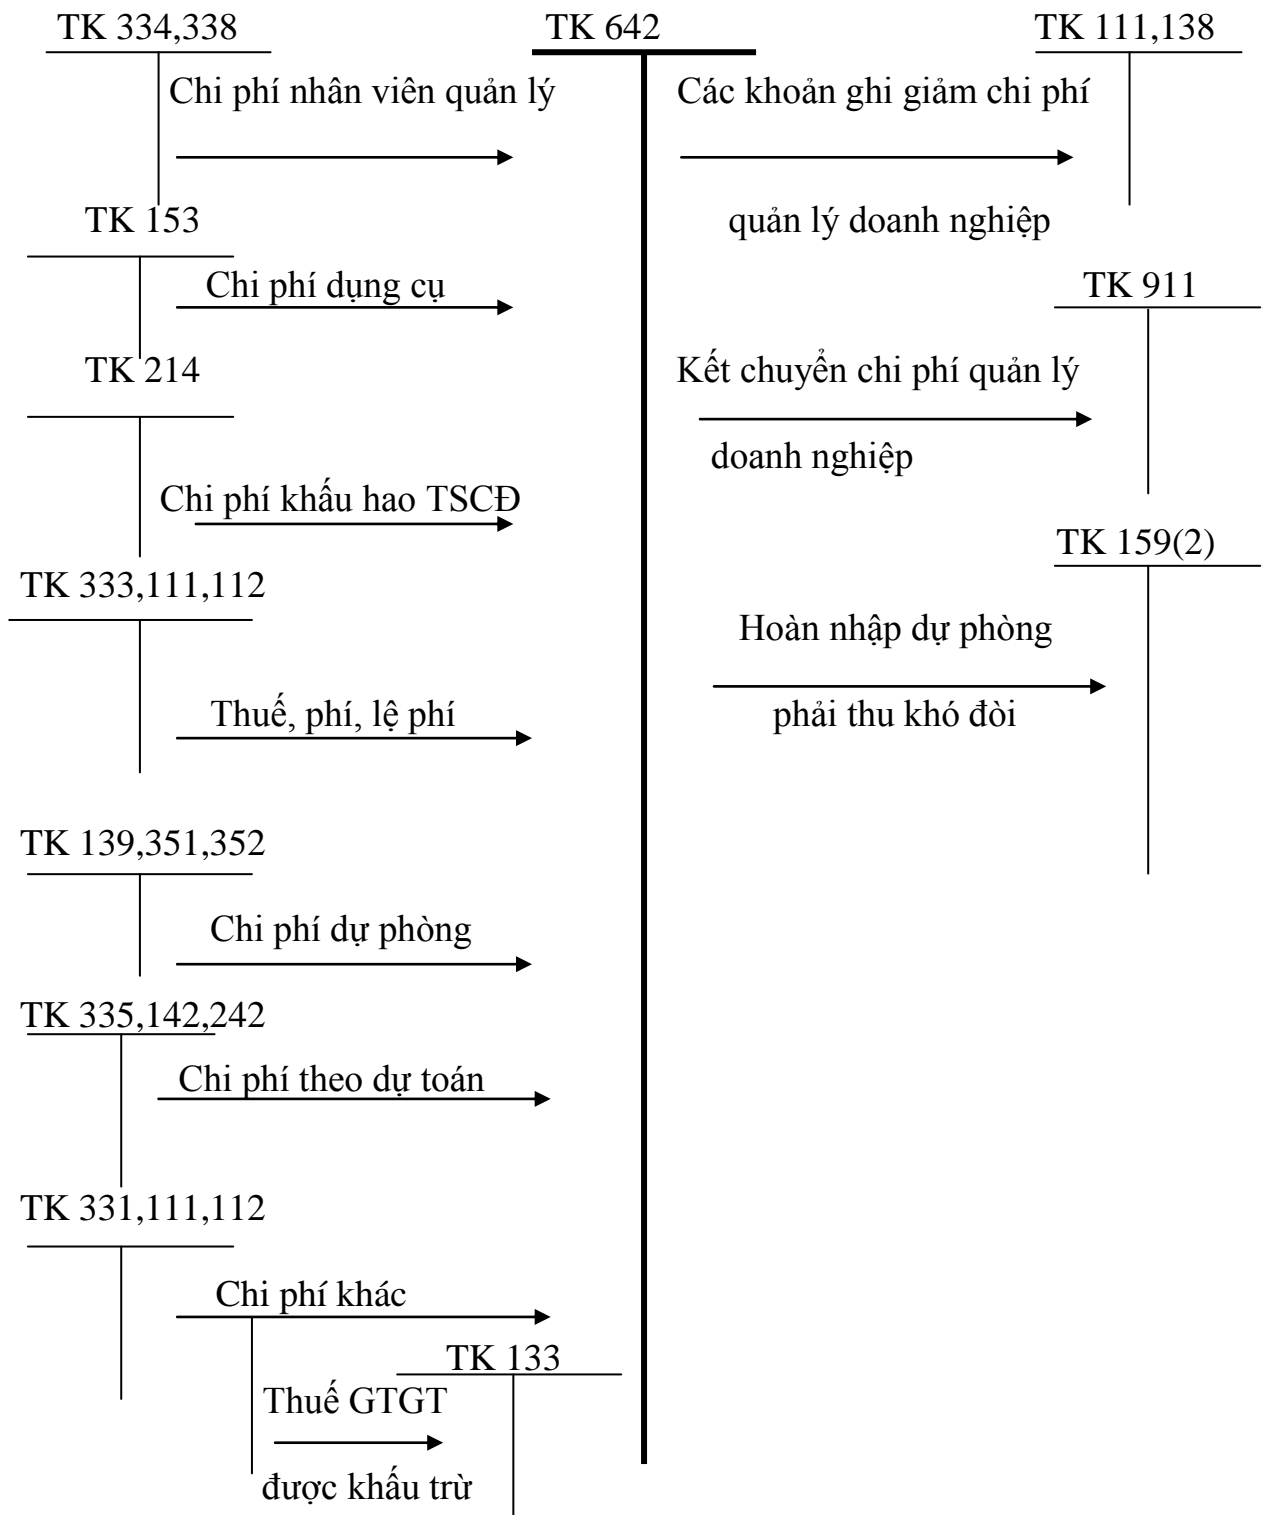 TK 334,338
TK 642
TK 111,138
Chi phí nhân viên quản lý
Các khoản ghi giảm chi phí
TK 153
quản lý doanh nghiệp
Chi phí dụng cụ
TK 911
TK 214
Kết chuyển chi phí quản lý
doanh nghiệp
Chi phí khấu hao TSCĐ
TK 159(2)
TK 333,111,112
Hoàn nhập dự phòng
Thuế, phí, lệ phí
phải thu khó đòi
TK 139,351,352
Chi phí dự phòng
TK 335,142,242
Chi phí theo dự toán
TK 331,111,112
Chi phí khác
TK 133
Thuế GTGT
được khấu trừ